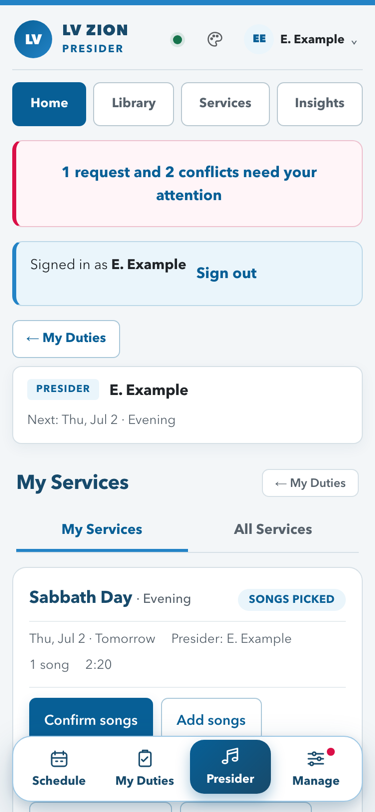 LV
LV ZION
PRESIDER
EE
E. Example
Home
Library
Services
Insights
1 request and 2 conflicts need your
attention
Signed in as E. Example
Sign out
← My Duties
PRESIDER
E. Example
Next: Thu, Jul 2 · Evening
My Services
← My Duties
My Services
All Services
Sabbath Day · Evening
SONGS PICKED
Thu, Jul 2 · Tomorrow
Presider: E. Example
1 song
2:20
Confirm songs
Add songs
Schedule
My Duties
Presider
Manage